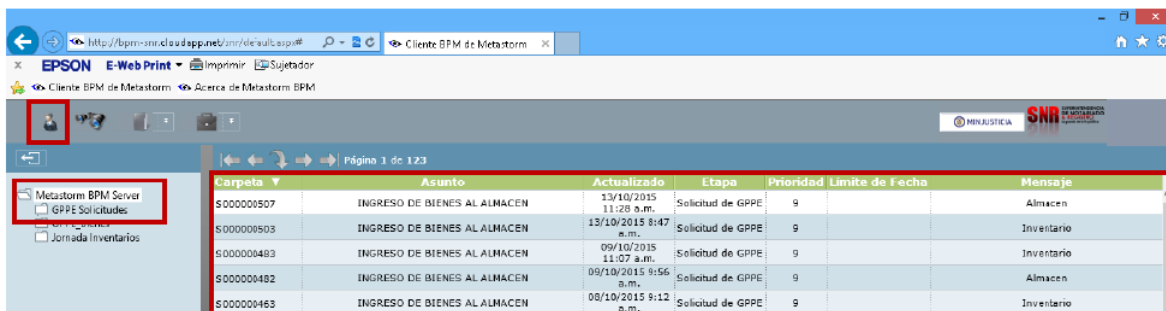 http://bpm-snr.cloudapp.net/snr/default.aspx#
Cliente BPM de Metastorm
x EPSON E-Web Print Imprimir Sujetador
Cliente BPM de Metastorm Acerca de Metastorm BPM
MINJUSTICIA SNR SUPERINTENDENCIA DE NOTARIADO & REGISTRO
Página 1 de 123
Metastorm BPM Server
GPPE Solicitudes
Jornada Inventarios
Carpeta ▼ Asunto Actualizado Etapa Prioridad Limite de Fecha Mensaje
S000000507 INGRESO DE BIENES AL ALMACEN 13/10/2015 11:28 a.m. Solicitud de GPPE 9 Almacen
S000000503 INGRESO DE BIENES AL ALMACEN 13/10/2015 8:47 a.m. Solicitud de GPPE 9 Inventario
S000000483 INGRESO DE BIENES AL ALMACEN 09/10/2015 11:07 a.m. Solicitud de GPPE 9 Inventario
S000000482 INGRESO DE BIENES AL ALMACEN 09/10/2015 9:56 a.m. Solicitud de GPPE 9 Almacen
S000000463 INGRESO DE BIENES AL ALMACEN 08/10/2015 9:12 a.m. Solicitud de GPPE 9 Inventario